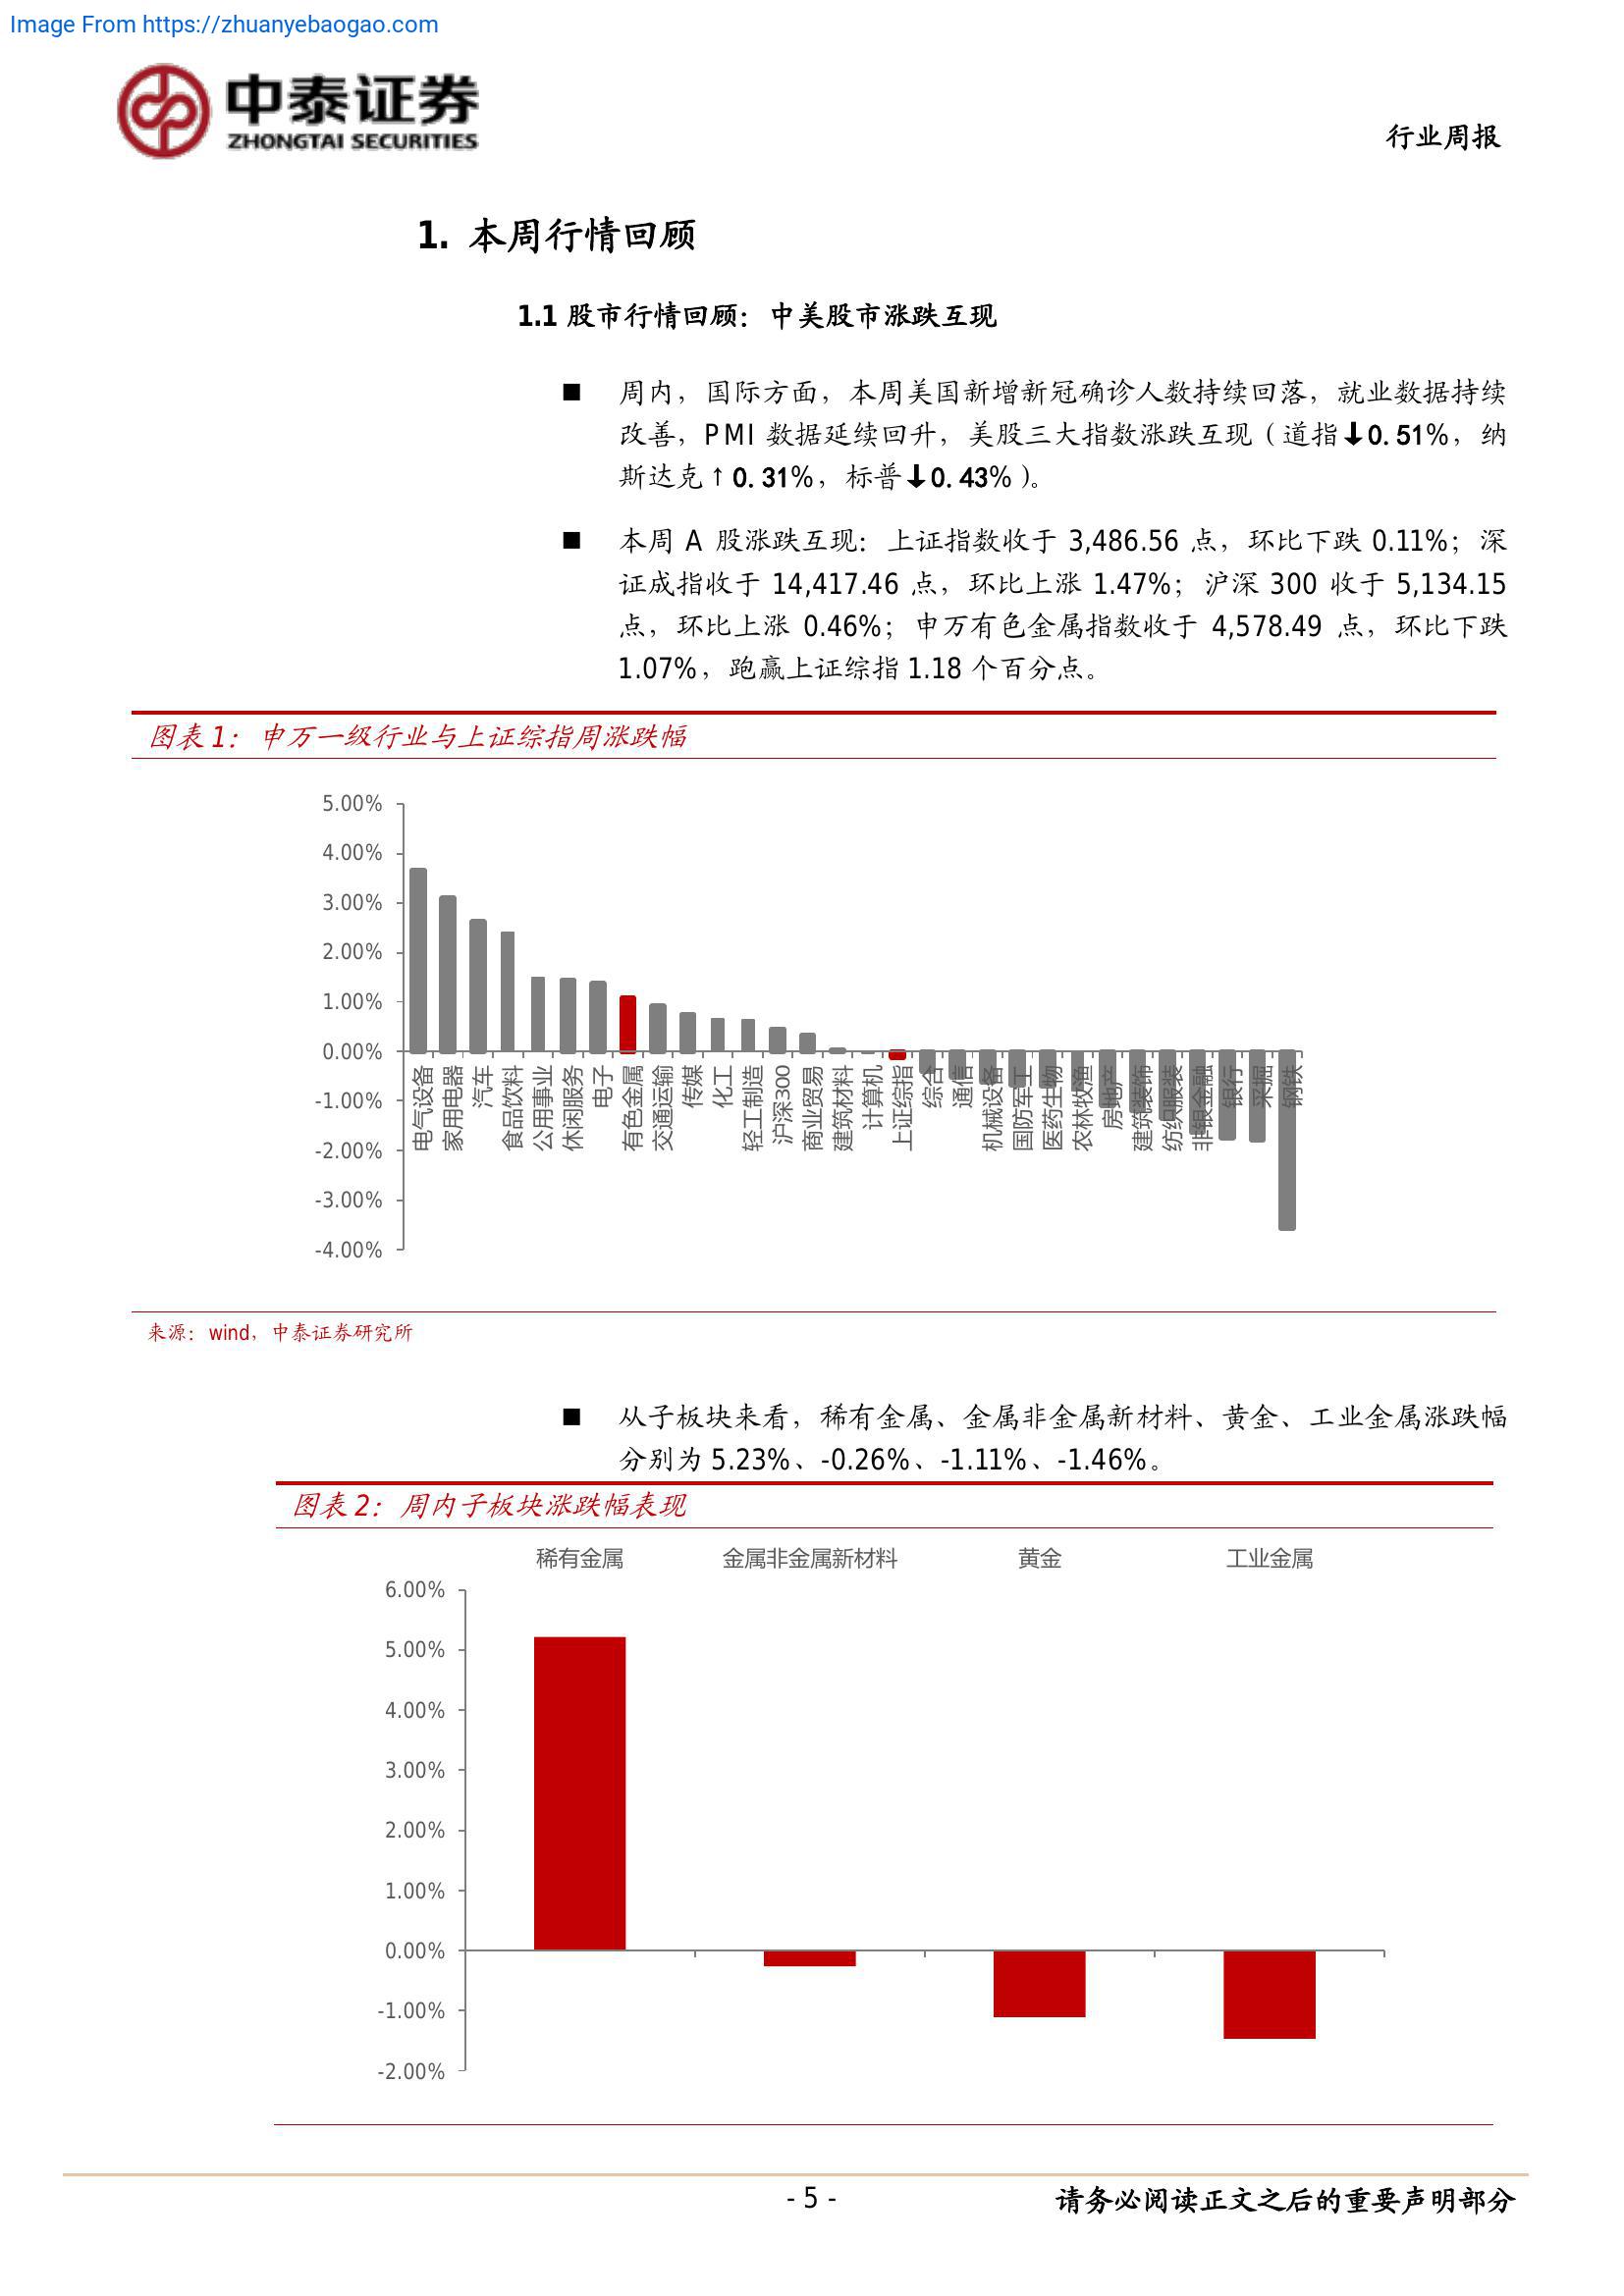 Image From https://zhuanyebaogao.com
中泰证券
ZHONGTAI SECURITIES
行业周报
1. 本周行情回顾
1.1 股市行情回顾：中美股市涨跌互现
■ 周内，国际方面，本周美国新增新冠确诊人数持续回落，就业数据持续
改善，PMI 数据延续回升，美股三大指数涨跌互现（道指↓0.51%，纳
斯达克↑0.31%，标普↓0.43%）。
■ 本周 A 股涨跌互现：上证指数收于 3,486.56 点，环比下跌 0.11%；深
证成指收于 14,417.46 点，环比上涨 1.47%；沪深 300 收于 5,134.15
点，环比上涨 0.46%；申万有色金属指数收于 4,578.49 点，环比下跌
1.07%，跑赢上证综指 1.18 个百分点。
图表 1：申万一级行业与上证综指周涨跌幅
5.00%
4.00%
3.00%
2.00%
1.00%
0.00%
-1.00%
-2.00%
-3.00%
-4.00%
电气设备
家用电器
汽车
食品饮料
公用事业
休闲服务
电子
有色金属
交通运输
传媒
化工
轻工制造
沪深300
商业贸易
建筑材料
计算机
上证综指
综合
通信
机械设备
国防军工
医药生物
农林牧渔
房地产
建筑装饰
纺织服装
非银金融
银行
采掘
钢铁
来源：wind，中泰证券研究所
■ 从子板块来看，稀有金属、金属非金属新材料、黄金、工业金属涨跌幅
分别为 5.23%、-0.26%、-1.11%、-1.46%。
图表 2：周内子板块涨跌幅表现
稀有金属 金属非金属新材料 黄金 工业金属
6.00%
5.00%
4.00%
3.00%
2.00%
1.00%
0.00%
-1.00%
-2.00%
- 5 -
请务必阅读正文之后的重要声明部分